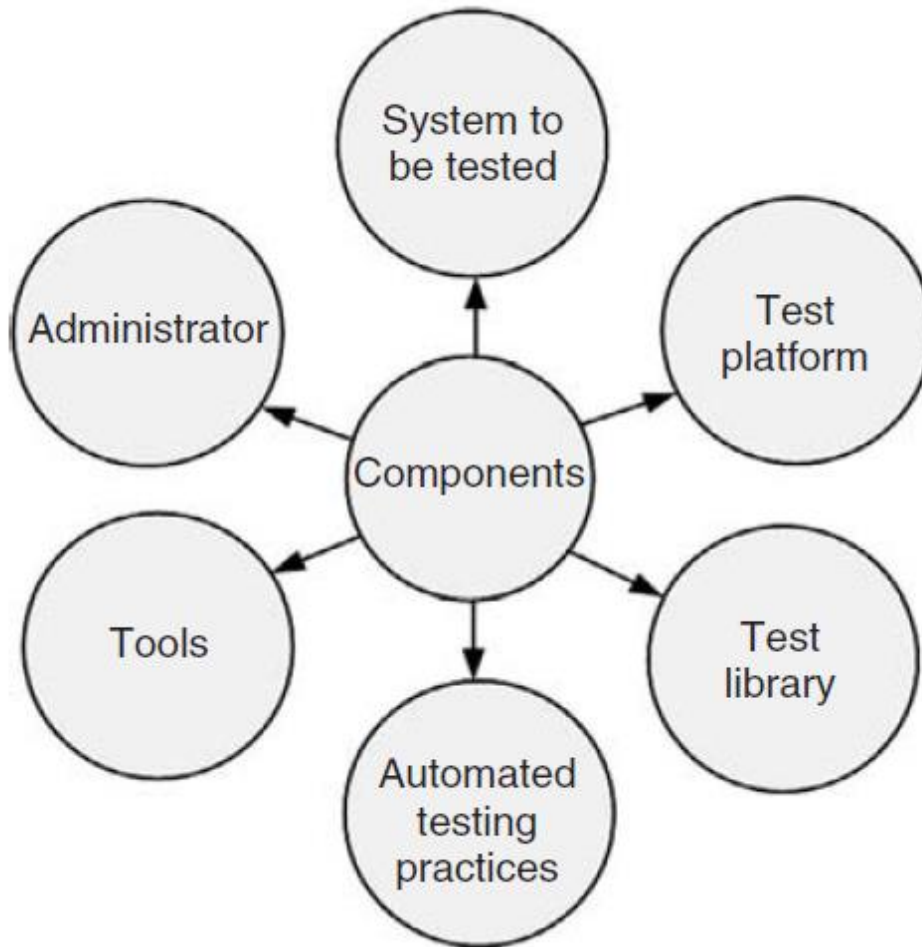 System to
be tested
Administrator
Test
platform
Components
Tools
Test
library
Automated
testing
practices